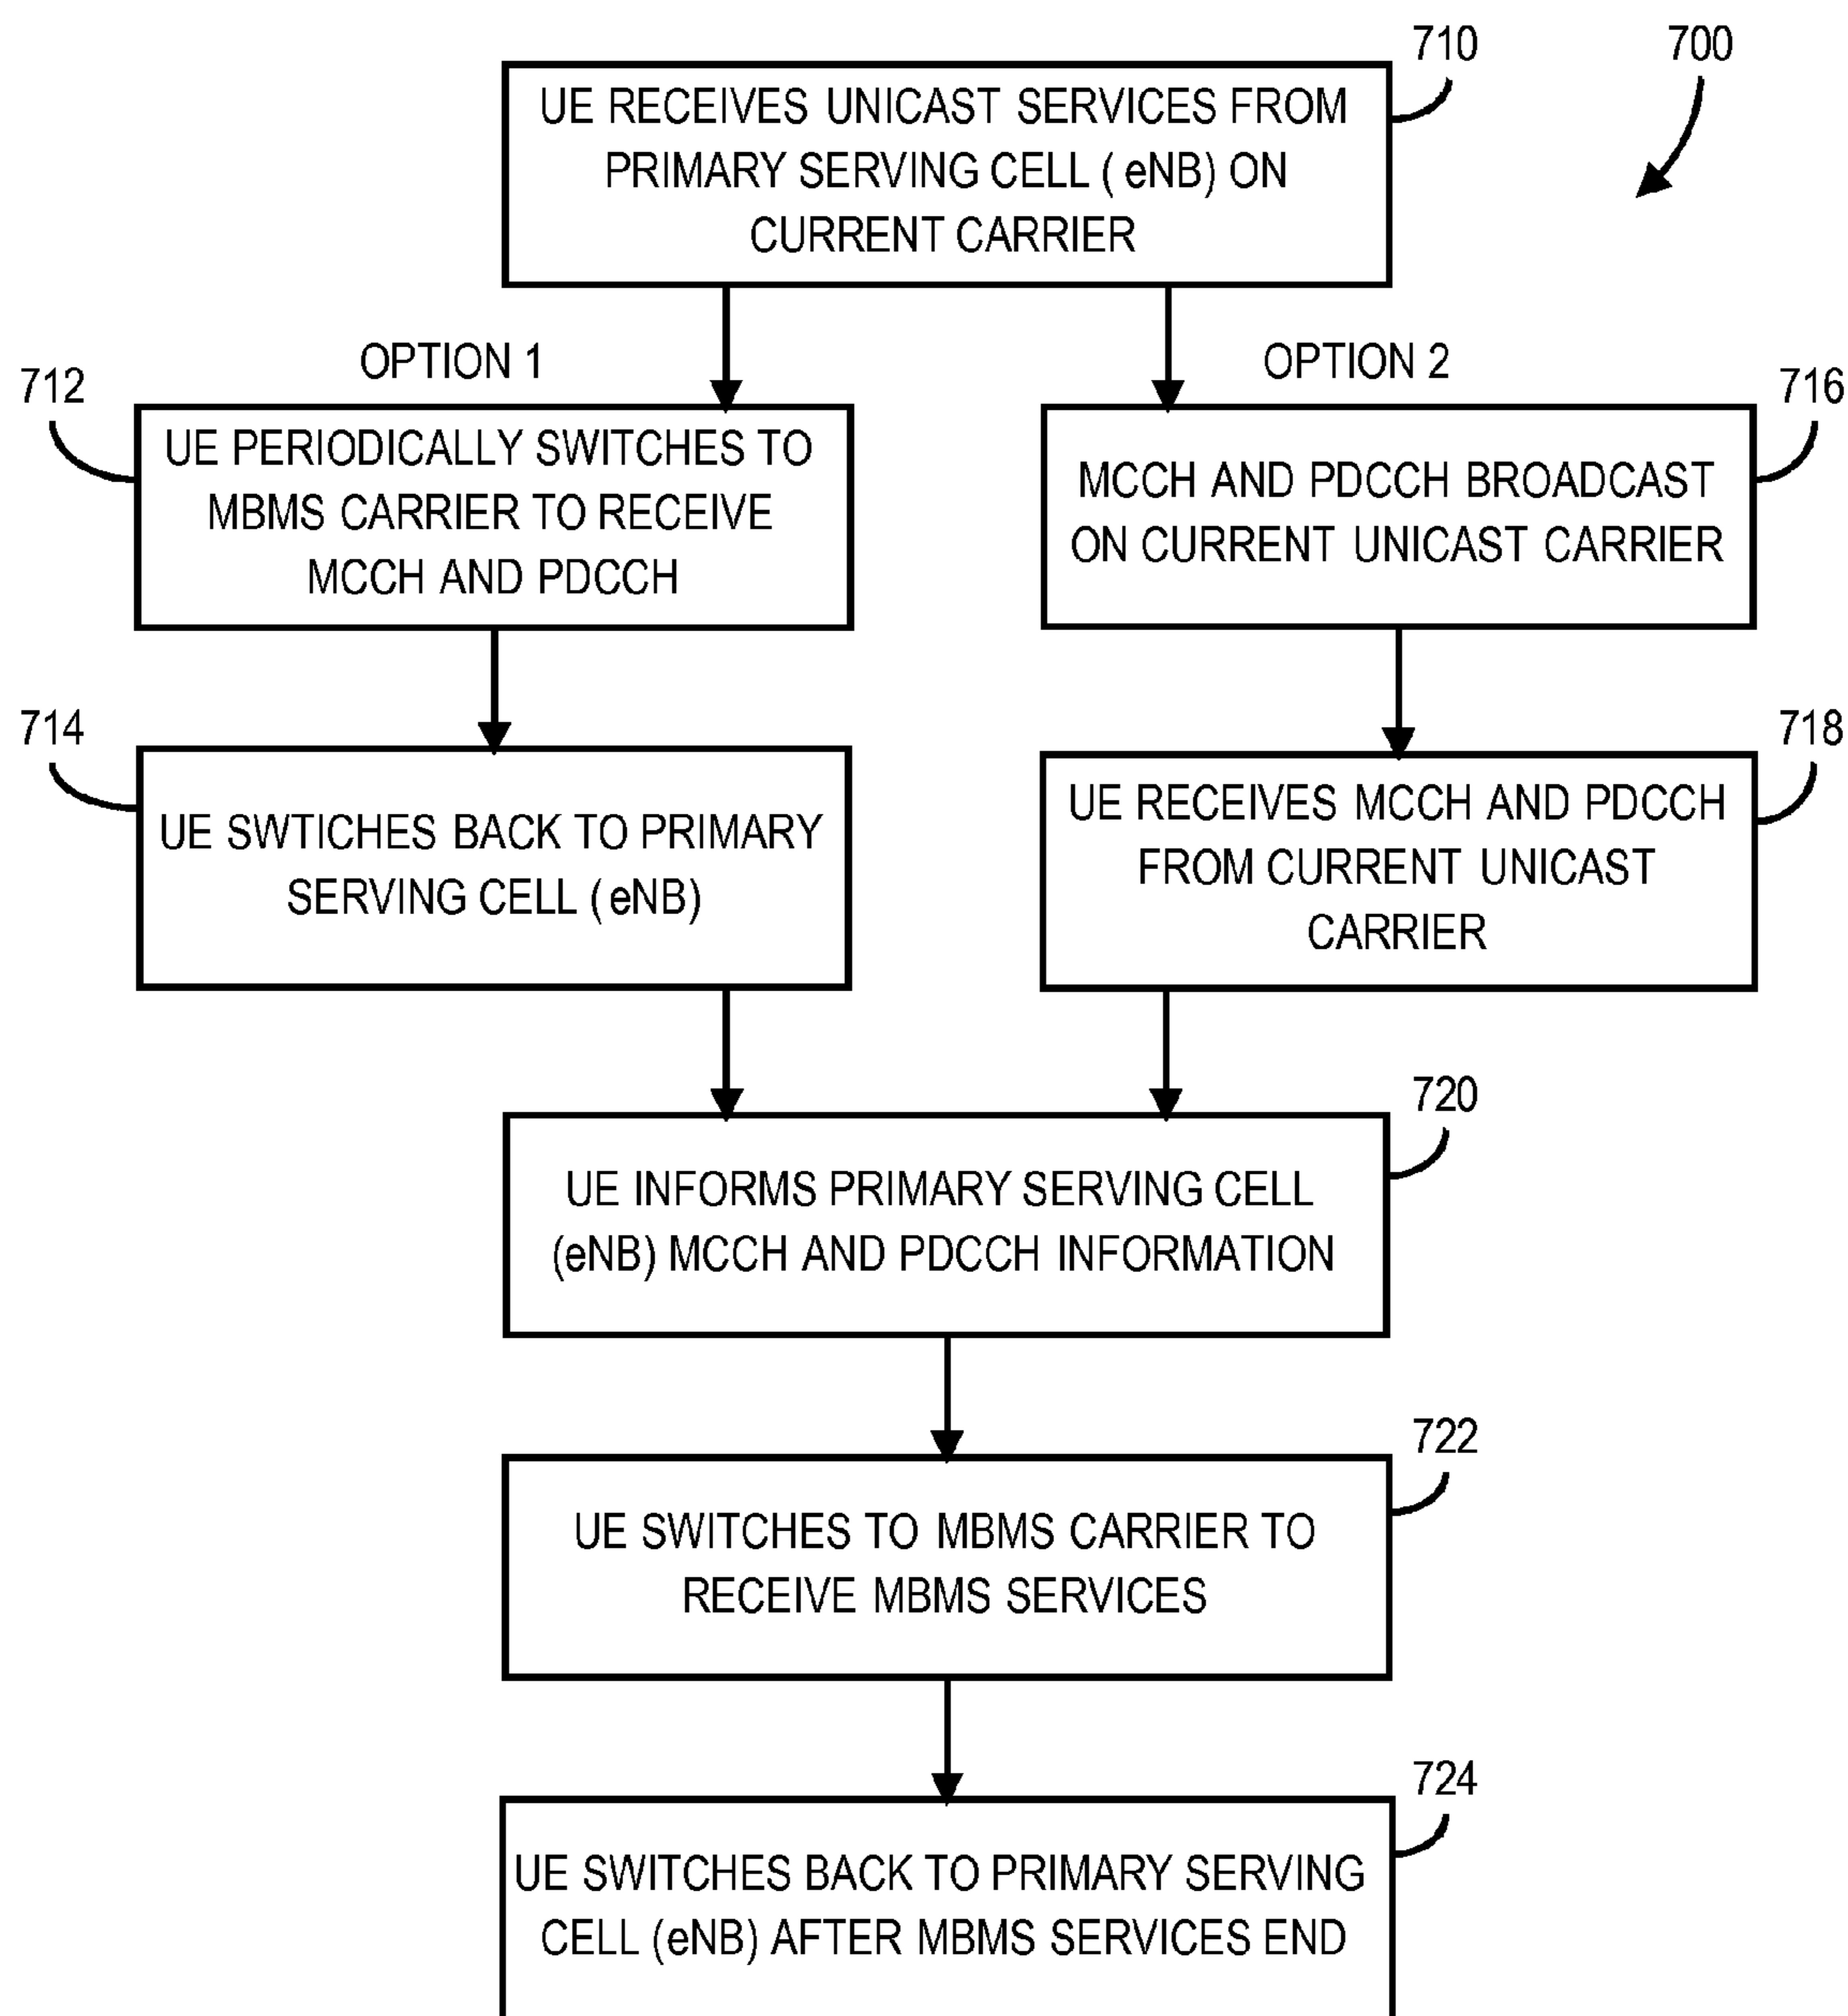 710
700
UE RECEIVES UNICAST SERVICES FROM
PRIMARY SERVING CELL ( eNB) ON
CURRENT CARRIER
OPTION 1
OPTION 2
712
UE PERIODICALLY SWITCHES TO
MBMS CARRIER TO RECEIVE
MCCH AND PDCCH
716
MCCH AND PDCCH BROADCAST
ON CURRENT UNICAST CARRIER
714
UE SWTICHES BACK TO PRIMARY
SERVING CELL ( eNB)
718
UE RECEIVES MCCH AND PDCCH
FROM CURRENT UNICAST
CARRIER
720
UE INFORMS PRIMARY SERVING CELL
(eNB) MCCH AND PDCCH INFORMATION
722
UE SWITCHES TO MBMS CARRIER TO
RECEIVE MBMS SERVICES
724
UE SWITCHES BACK TO PRIMARY SERVING
CELL (eNB) AFTER MBMS SERVICES END